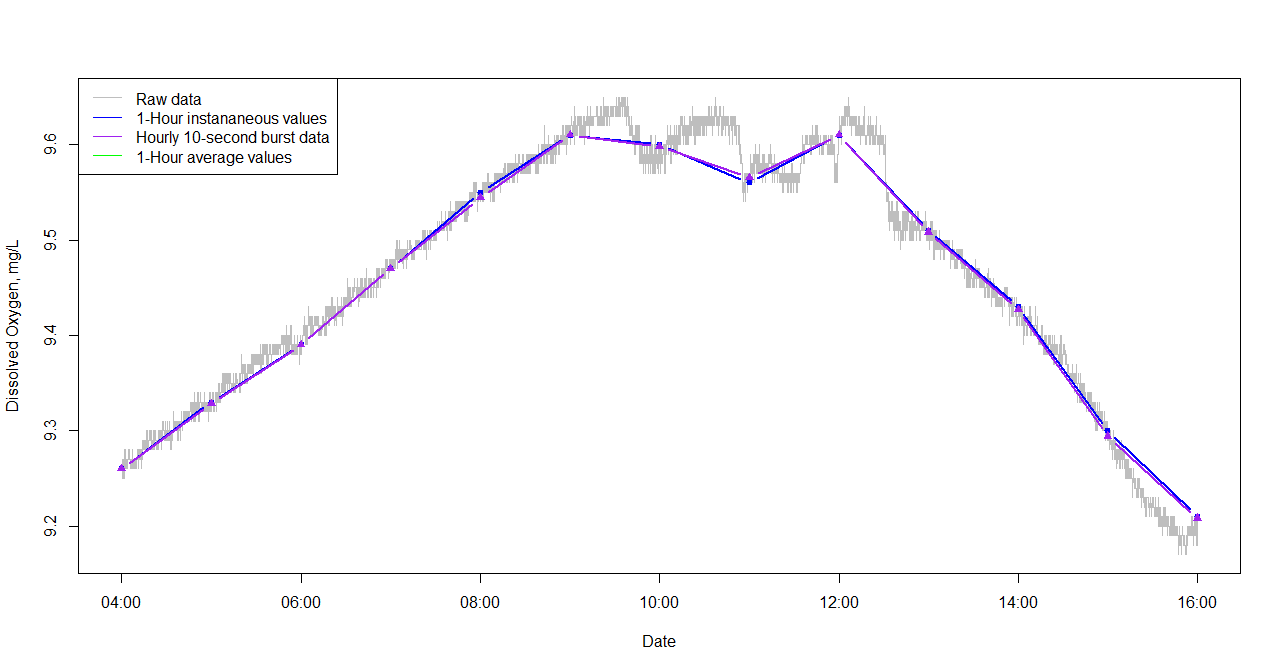 Raw data
1-Hour instananeous values
Hourly 10-second burst data
1-Hour average values
9.6
9.5
9.4
9.3
9.2
Dissolved Oxygen, mg/L
04:00 06:00 08:00 10:00 12:00 14:00 16:00
Date